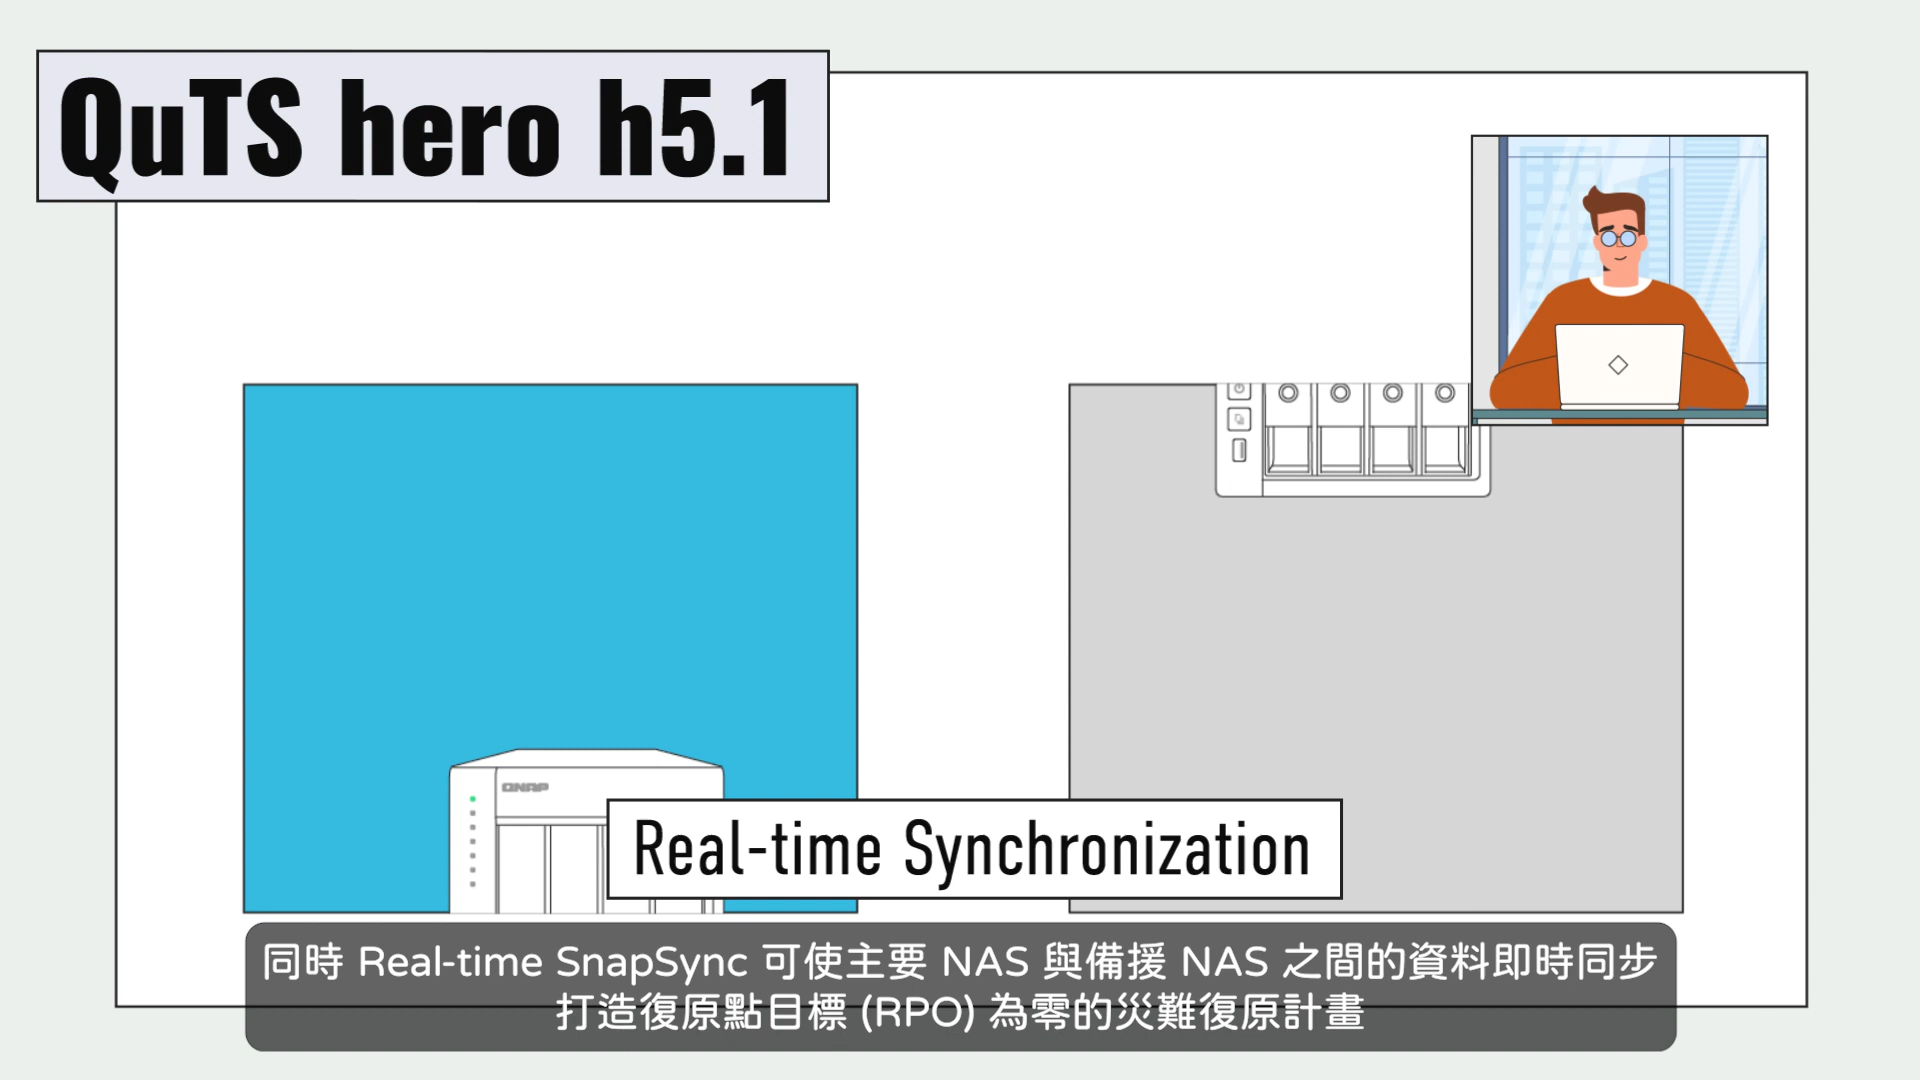 QuTS hero h5.1
QNAP
Real-time Synchronization
同時 Real-time SnapSync 可使主要 NAS 與備援 NAS 之間的資料即時同步
打造復原點目標 (RPO) 為零的災難復原計畫